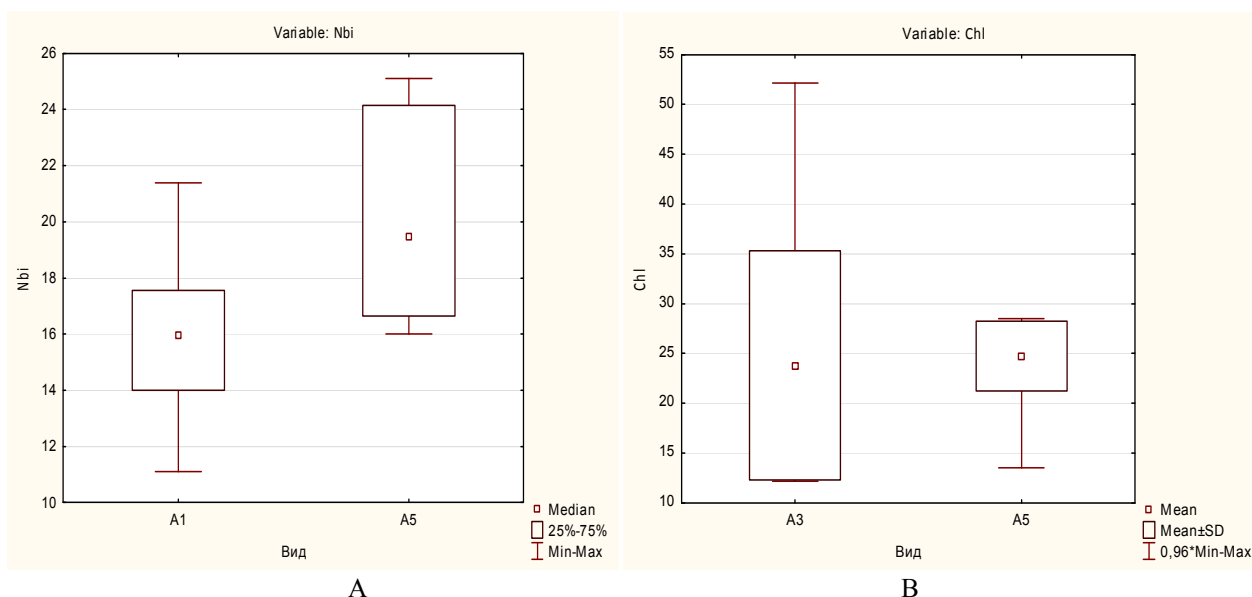 Variable: Nbi
26
24
22
20
18
16
14
12
10
Nbi
A1
A5
Вид
Median
25%-75%
Min-Max
A
Variable: Chl
55
50
45
40
35
30
25
20
15
10
Chl
A3
A5
Вид
Mean
Mean±SD
0,96*Min-Max
B